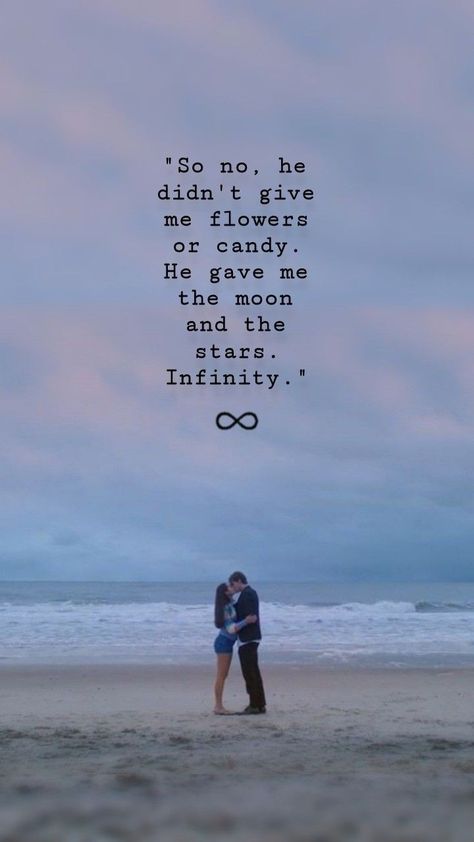 "So no, he
didn't give
me flowers
or candy.
He gave me
the moon
and the
stars.
Infinity."
∞